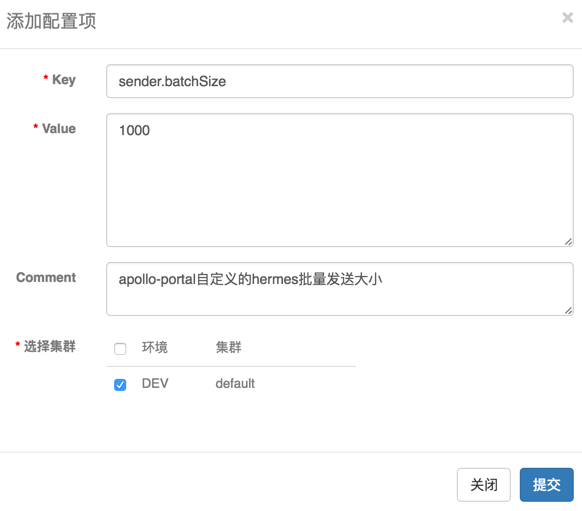 添加配置项 ×
* Key sender.batchSize
* Value 1000
Comment apollo-portal自定义的hermes批量发送大小
* 选择集群 环境 集群
DEV default
关闭 提交